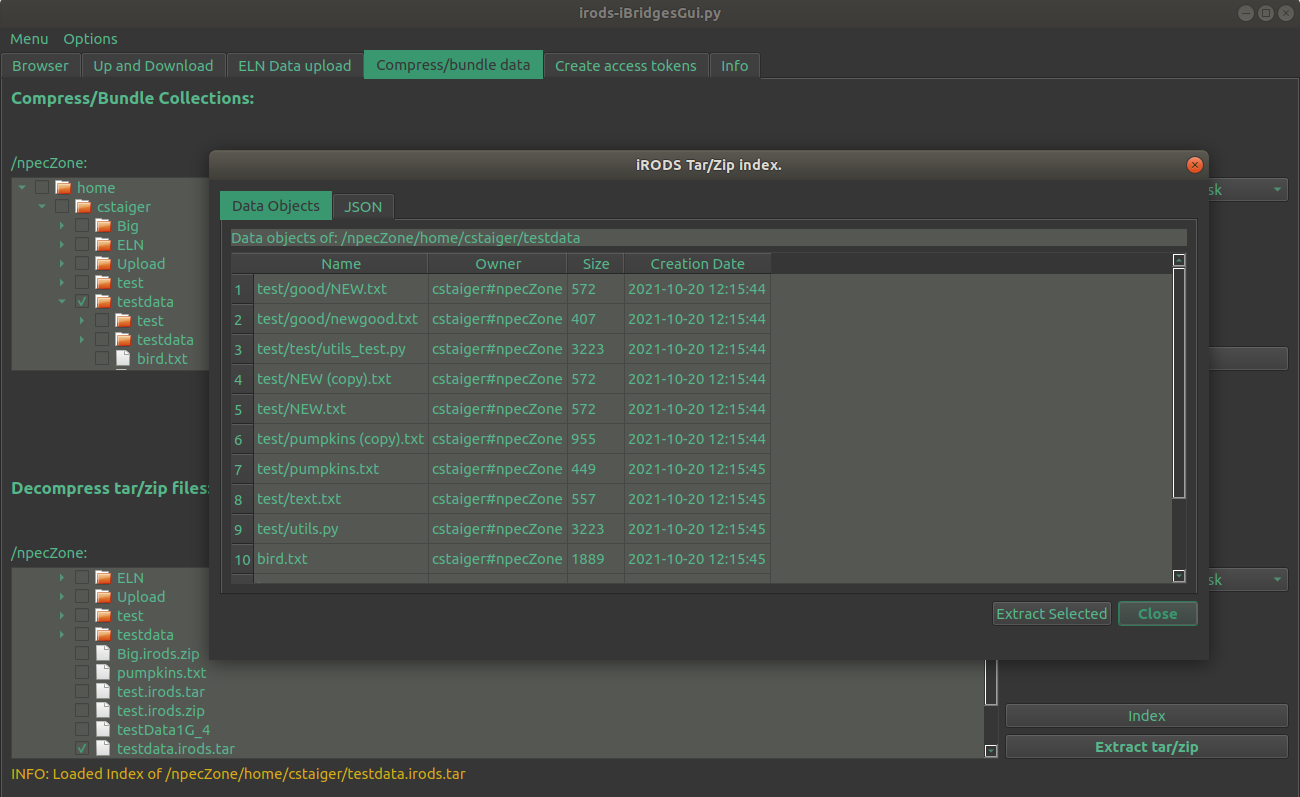 irods-iBridgesGui.py
Menu Options
Browser Up and Download ELN Data upload Compress/bundle data Create access tokens Info
Compress/Bundle Collections:
/npecZone:
home
cstaiger
Big
ELN
Upload
test
testdata
test
testdata
bird.txt
sk
iRODS Tar/Zip index.
Data Objects JSON
Data objects of: /npecZone/home/cstaiger/testdata
Name Owner Size Creation Date
1 test/good/NEW.txt cstaiger#npecZone 572 2021-10-20 12:15:44
2 test/good/newgood.txt cstaiger#npecZone 407 2021-10-20 12:15:44
3 test/test/utils_test.py cstaiger#npecZone 3223 2021-10-20 12:15:44
4 test/NEW (copy).txt cstaiger#npecZone 572 2021-10-20 12:15:44
5 test/NEW.txt cstaiger#npecZone 572 2021-10-20 12:15:44
6 test/pumpkins (copy).txt cstaiger#npecZone 955 2021-10-20 12:15:44
7 test/pumpkins.txt cstaiger#npecZone 449 2021-10-20 12:15:45
8 test/text.txt cstaiger#npecZone 557 2021-10-20 12:15:45
9 test/utils.py cstaiger#npecZone 3223 2021-10-20 12:15:45
10 bird.txt cstaiger#npecZone 1889 2021-10-20 12:15:45
Extract Selected Close
Decompress tar/zip files:
/npecZone:
ELN
Upload
test
testdata
Big.irods.zip
pumpkins.txt
test.irods.tar
test.irods.zip
testData1G_4
testdata.irods.tar
sk
Index
Extract tar/zip
INFO: Loaded Index of /npecZone/home/cstaiger/testdata.irods.tar